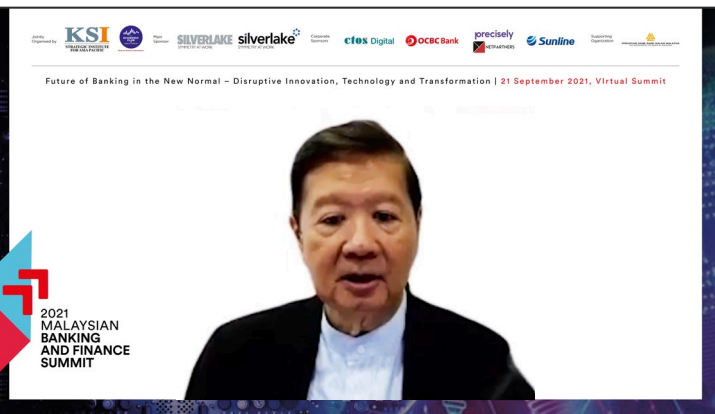 Jointly
Organised by
KSI
STRATEGIC INSTITUTE
FOR ASIA PACIFIC
Main
Sponsor
SILVERLAKE
SYMMETRY AT WORK
silverlake
SYMMETRY AT WORK
Corporate
Sponsors
ctos Digital
OCBC Bank
precisely
NETPARTNERS
Sunline
Supporting
Organization
Future of Banking in the New Normal – Disruptive Innovation, Technology and Transformation | 21 September 2021, VIrtual Summit
2021
MALAYSIAN
BANKING
AND FINANCE
SUMMIT